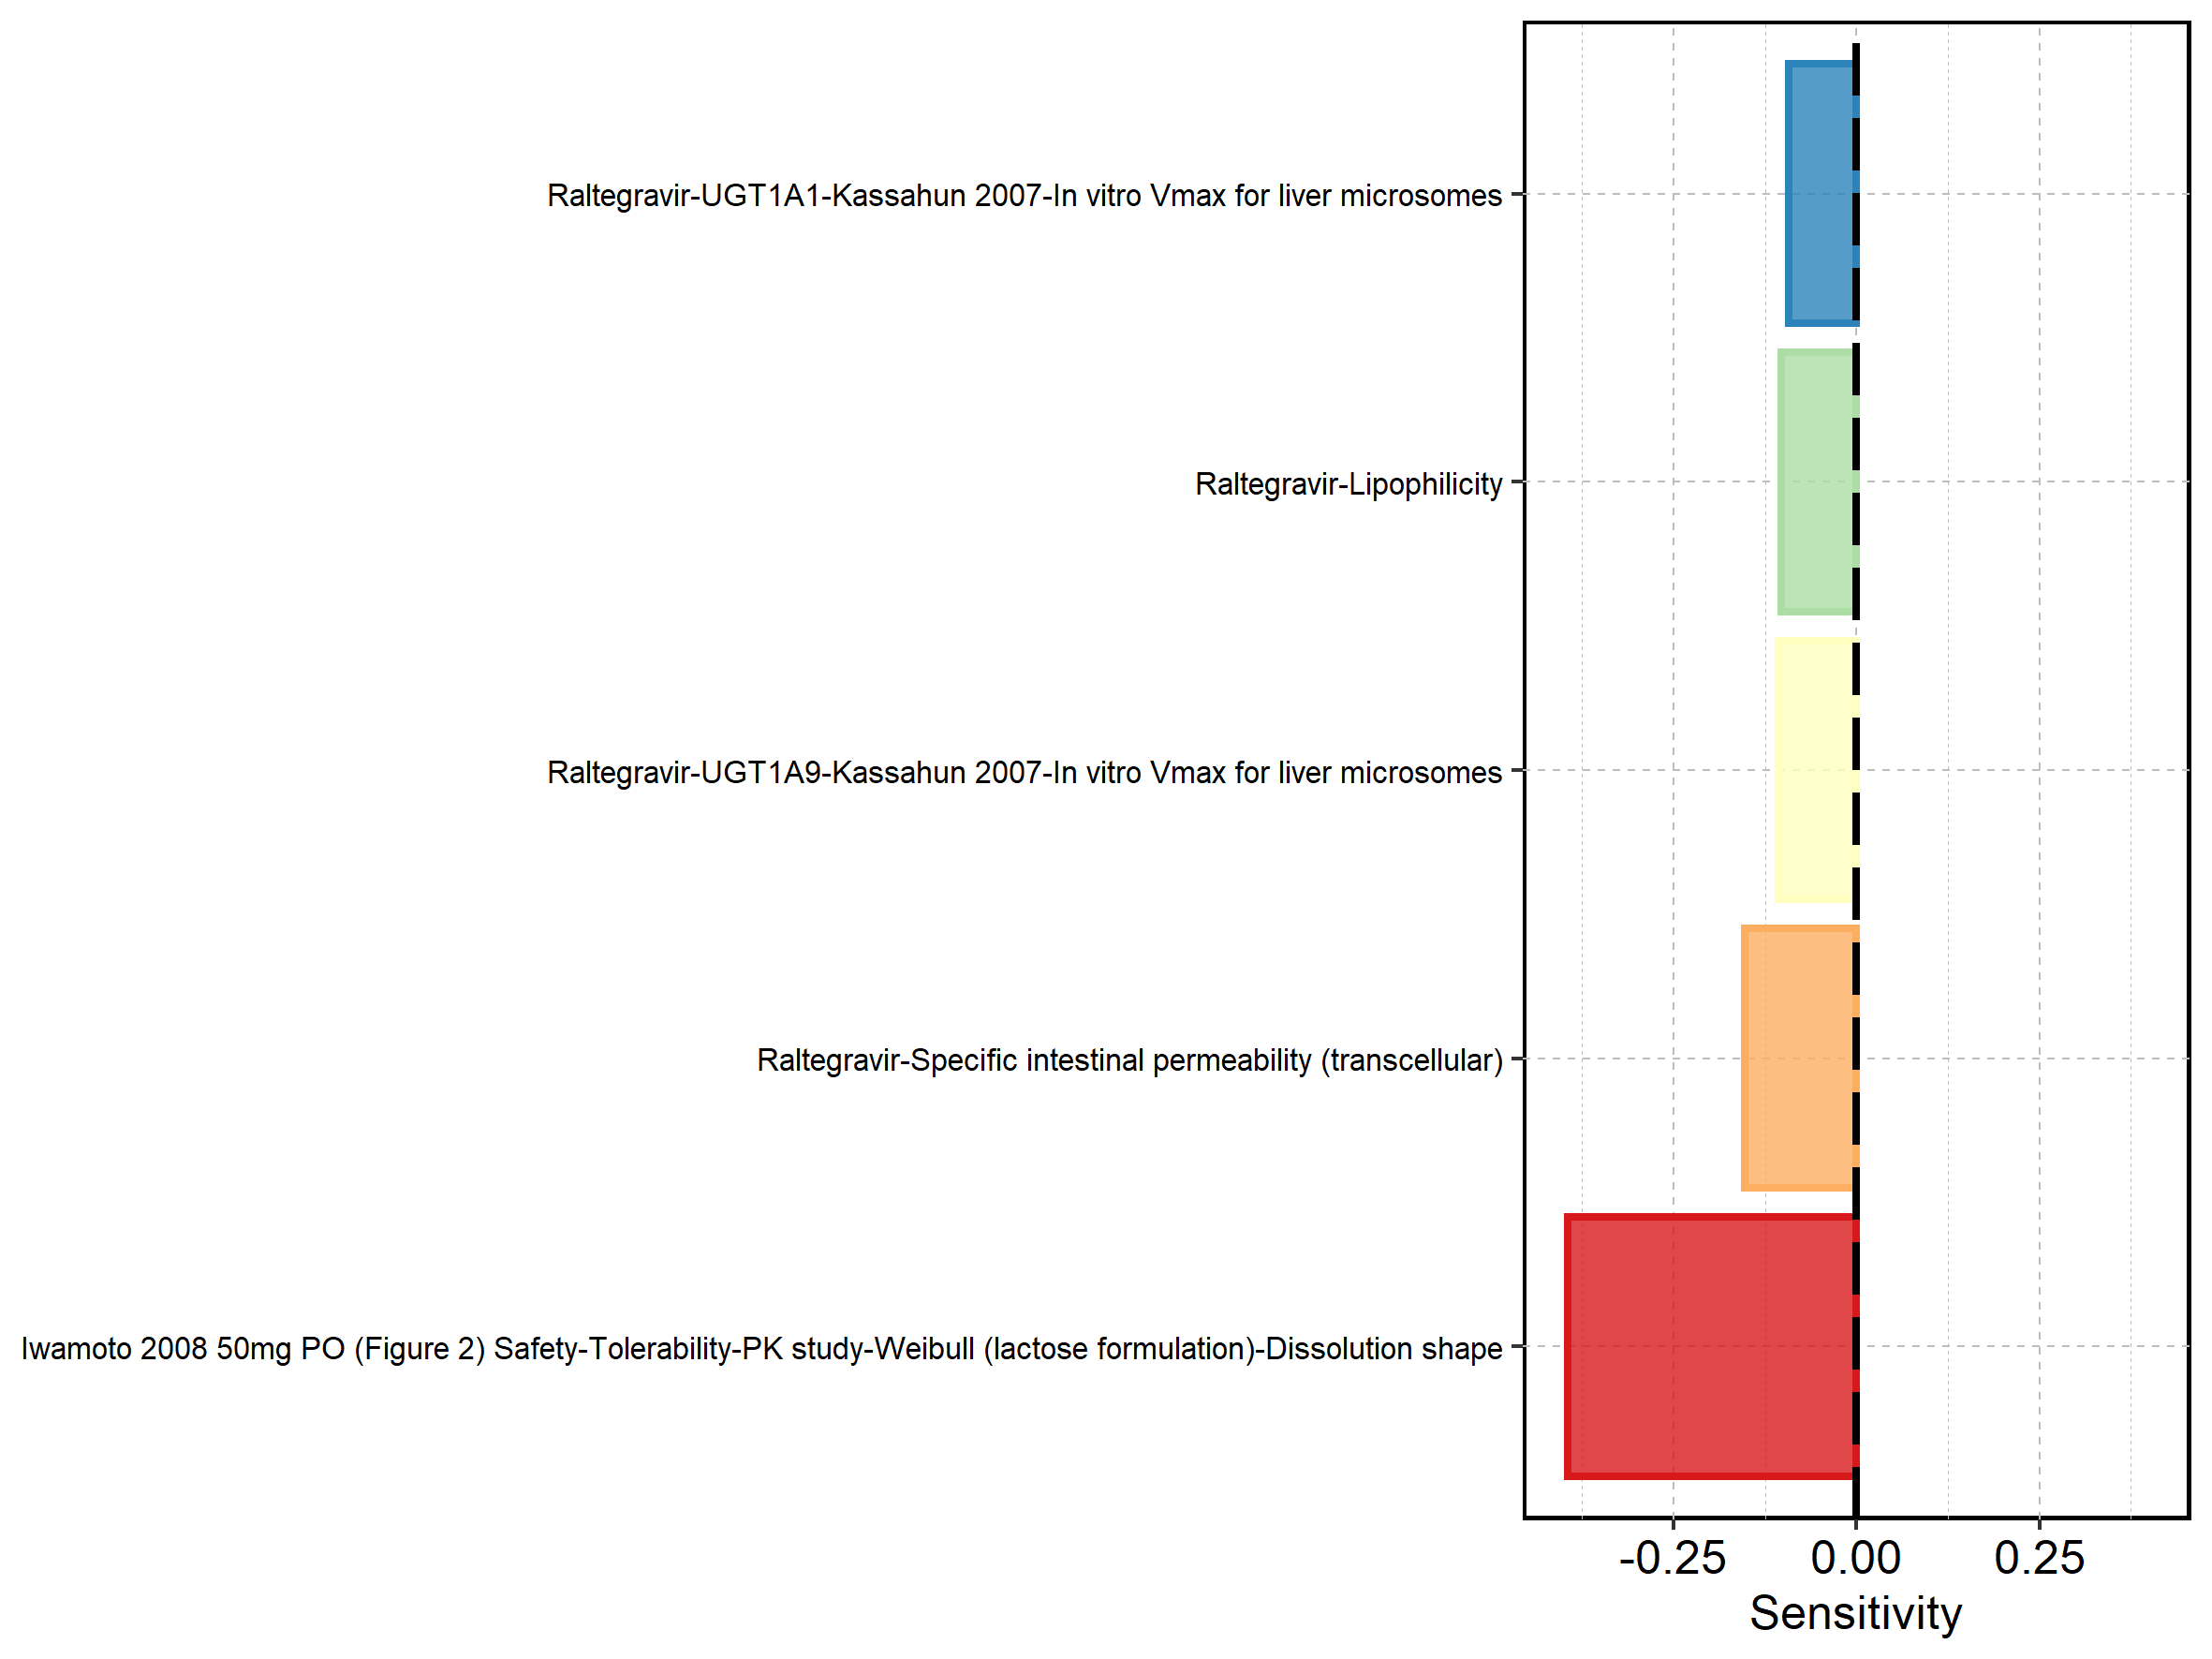 Raltegravir-UGT1A1-Kassahun 2007-In vitro Vmax for liver microsomes
Raltegravir-Lipophilicity
Raltegravir-UGT1A9-Kassahun 2007-In vitro Vmax for liver microsomes
Raltegravir-Specific intestinal permeability (transcellular)
Iwamoto 2008 50mg PO (Figure 2) Safety-Tolerability-PK study-Weibull (lactose formulation)-Dissolution shape
-0.25 0.00 0.25
Sensitivity